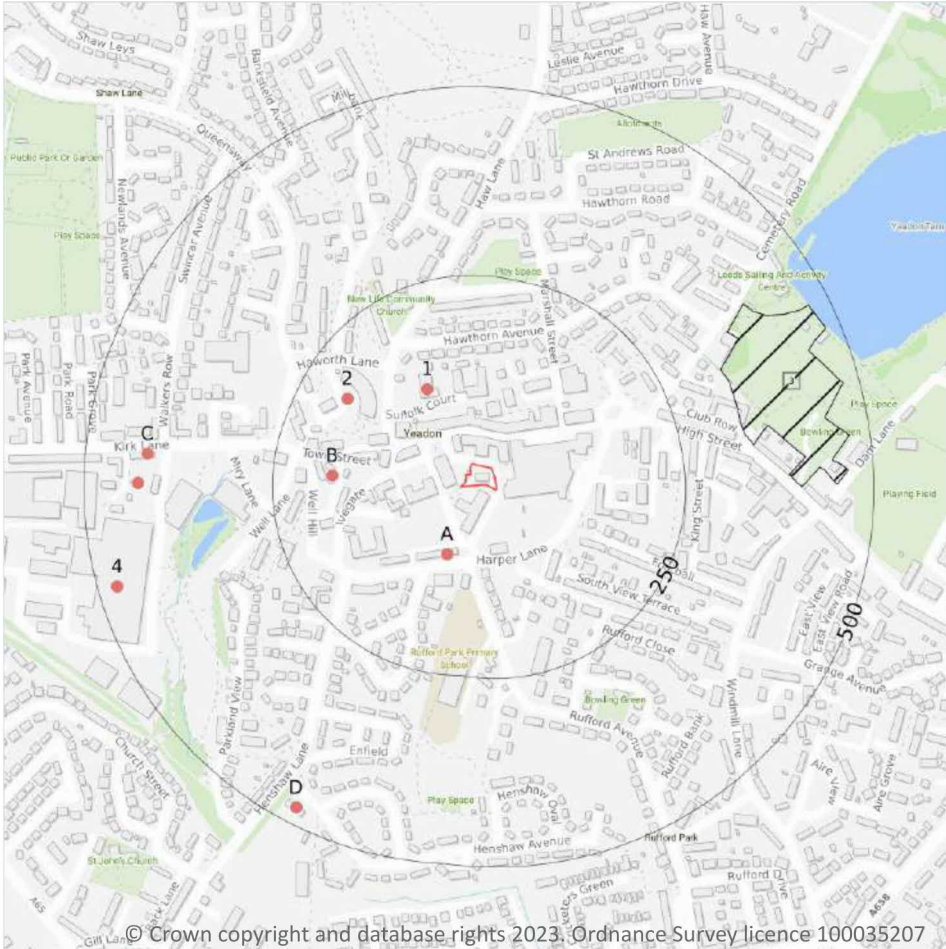 Shaw Leys
Shaw Lane
Banksfield Avenue
Leslie Avenue
Haw Avenue
Hawthorn Drive
Allotments
Queensway
Public Park Or Garden
St Andrews Road
Haw Lane
Newlands Avenue
Swincar Avenue
Hawthorn Road
Cemetery Road
Play Space
Leeds Sailing And Activity
Centre
Play Space
New Life Community
Church
Marshall Street
Hawthorn Avenue
Haworth Lane
1
2
Suffolk Court
Park Avenue
Park Road
Park Grove
Walkers Row
Play Space
Club Row
High Street
Bowling Green
Dam Lane
C
Kirk Lane
Yeadon
Town Street
B
Miry Lane
Well Lane
Well Hill
Ivegate
King Street
Playing Field
A
Harper Lane
4
250
South View Terrace
East View
East View Road
500
Rufford Close
Rufford Park Primary
School
Grange Avenue
Parkland View
Bowling Green
Rufford Avenue
Rufford Bank
Windmill Lane
Church Street
Henshaw Lane
Enfield
Aire View
Aire Grove
D
Play Space
Henshaw Oval
Henshaw Avenue
Rufford Park
St John's Church
Rufford Drive
A65
Gill Lane
A658
© Crown copyright and database rights 2023. Ordnance Survey licence 100035207